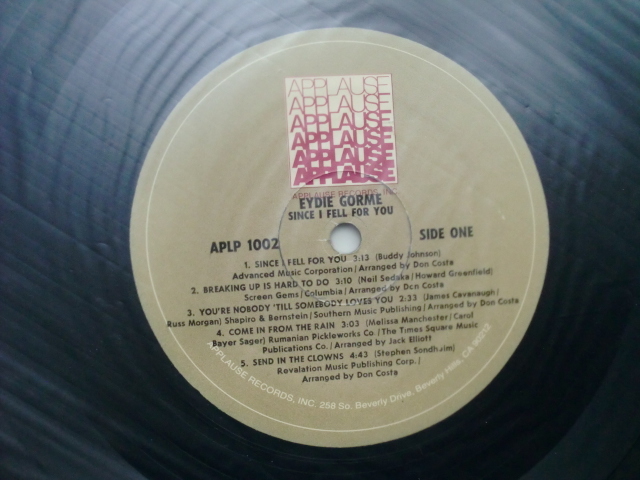 APPLAUSE
APPLAUSE
APPLAUSE
APPLAUSE
APPLAUSE
APPLAUSE
APPLAUSE RECORDS, INC.
EYDIE GORME
SINCE I FELL FOR YOU
APLP 1002
SIDE ONE
1. SINCE I FELL FOR YOU 3:13 (Buddy Johnson)
Advanced Music Corporation/Arranged by Don Costa
2. BREAKING UP IS HARD TO DO 3:10 (Neil Sedaka/Howard Greenfield)
Screen Gems/Columbia/Arranged by Don Costa
3. YOU'RE NOBODY 'TILL SOMEBODY LOVES YOU 2:33 (James Cavanaugh/
Russ Morgan) Shapiro & Bernstein/Southern Music Publishing/Arranged by Don Costa
4. COME IN FROM THE RAIN 3:03 (Melissa Manchester/Carol
Bayer Sager) Rumanian Pickleworks Co/The Times Square Music
Publications Co./Arranged by Jack Elliott
5. SEND IN THE CLOWNS 4:43 (Stephen Sondheim)
Revalation Music Publishing Corp./
Arranged by Don Costa
APPLAUSE RECORDS, INC. 258 So. Beverly Drive, Beverly Hills, CA 90212